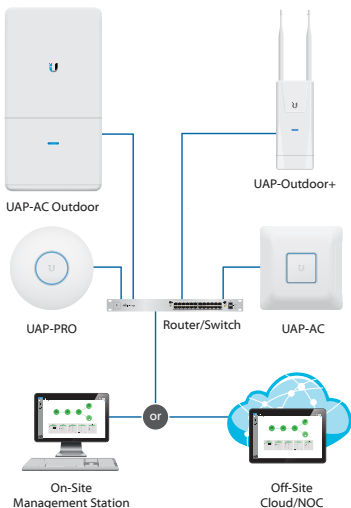 UAP-AC Outdoor
UAP-Outdoor+
UAP-PRO
Router/Switch
UAP-AC
or
On-Site
Management Station
Off-Site
Cloud/NOC